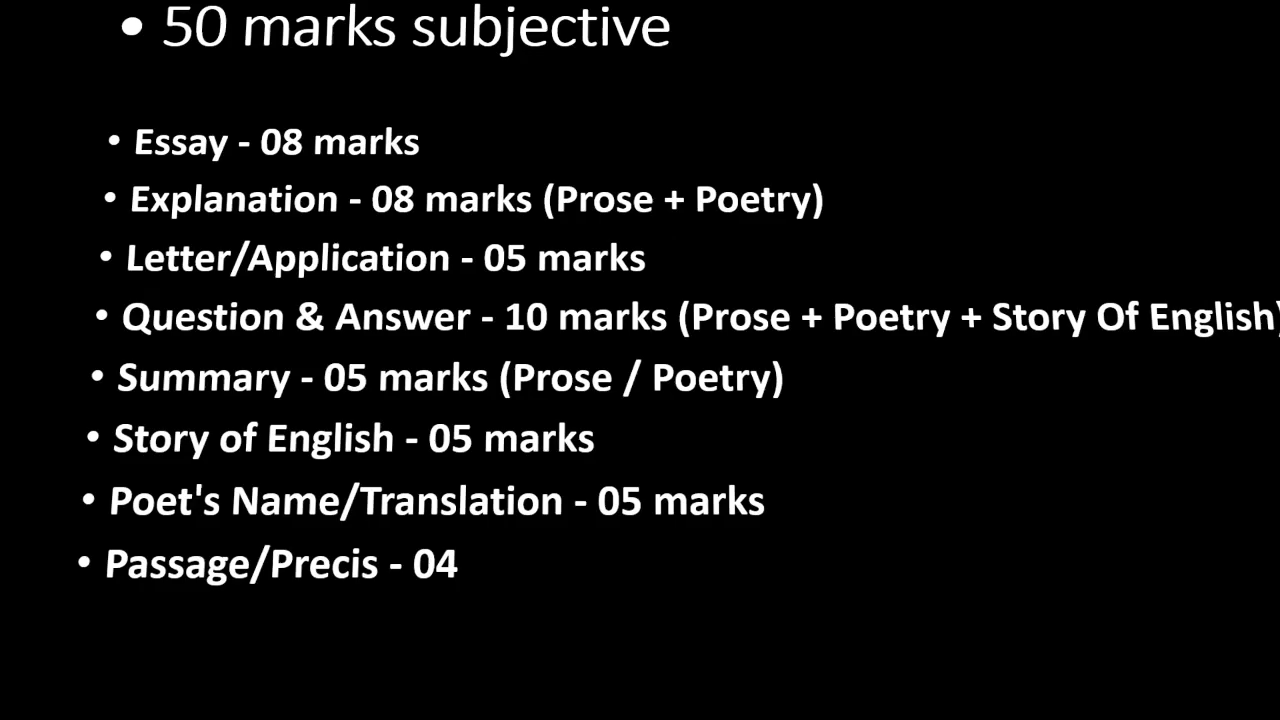 • 50 marks subjective
• Essay - 08 marks
• Explanation - 08 marks (Prose + Poetry)
• Letter/Application - 05 marks
• Question & Answer - 10 marks (Prose + Poetry + Story Of English)
• Summary - 05 marks (Prose / Poetry)
• Story of English - 05 marks
• Poet's Name/Translation - 05 marks
• Passage/Precis - 04